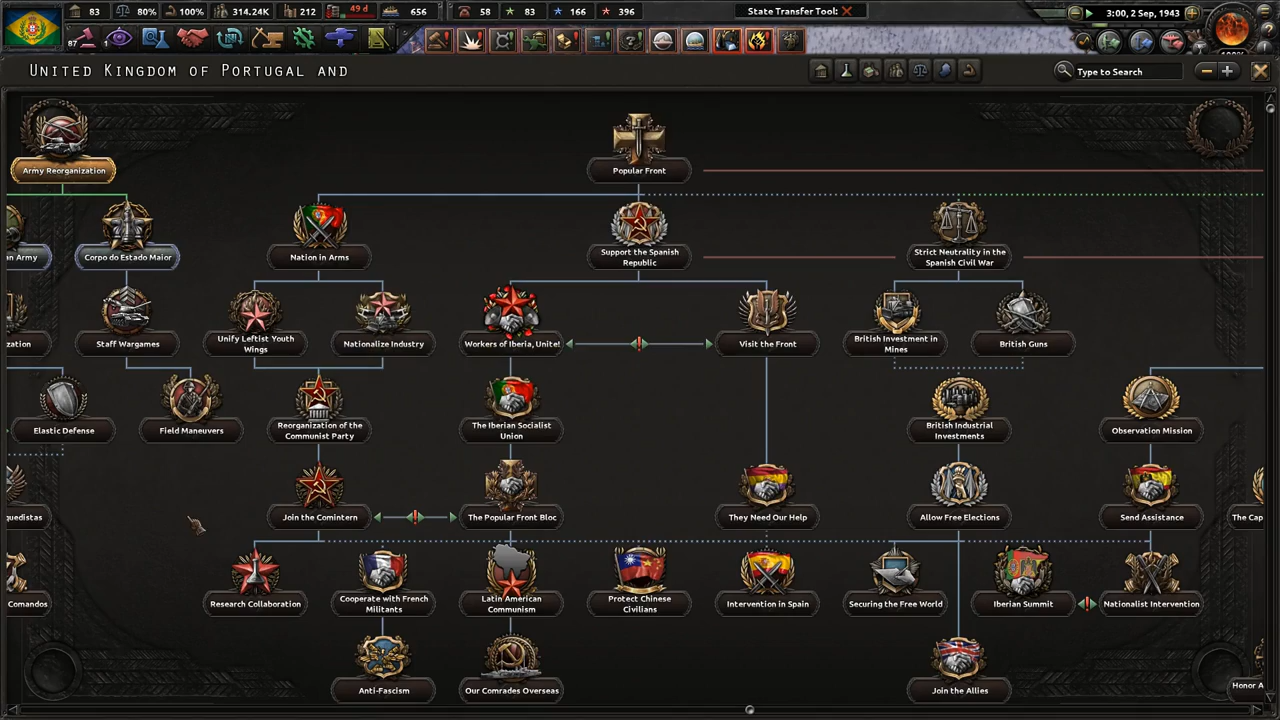 83 80% 100% 314.24K 212 49 d 656 58 83 166 396 State Transfer Tool: 3:00, 2 Sep, 1943
87
100%
United Kingdom of Portugal and
Type to Search
Army Reorganization
Popular Front
an Army
Corpo do Estado Maior
Nation in Arms
Support the Spanish
Republic
Strict Neutrality in the
Spanish Civil War
zation
Staff Wargames
Unify Leftist Youth
Wings
Nationalize Industry
Workers of Iberia, Unite!
Visit the Front
British Investment in
Mines
British Guns
Elastic Defense
Field Maneuvers
Reorganization of the
Communist Party
The Iberian Socialist
Union
British Industrial
Investments
Observation Mission
quedistas
Join the Comintern
The Popular Front Bloc
They Need Our Help
Allow Free Elections
Send Assistance
The Cap
Comandos
Research Collaboration
Cooperate with French
Militants
Latin American
Communism
Protect Chinese
Civilians
Intervention in Spain
Securing the Free World
Iberian Summit
Nationalist Intervention
Anti-Fascism
Our Comrades Overseas
Join the Allies
Honor A